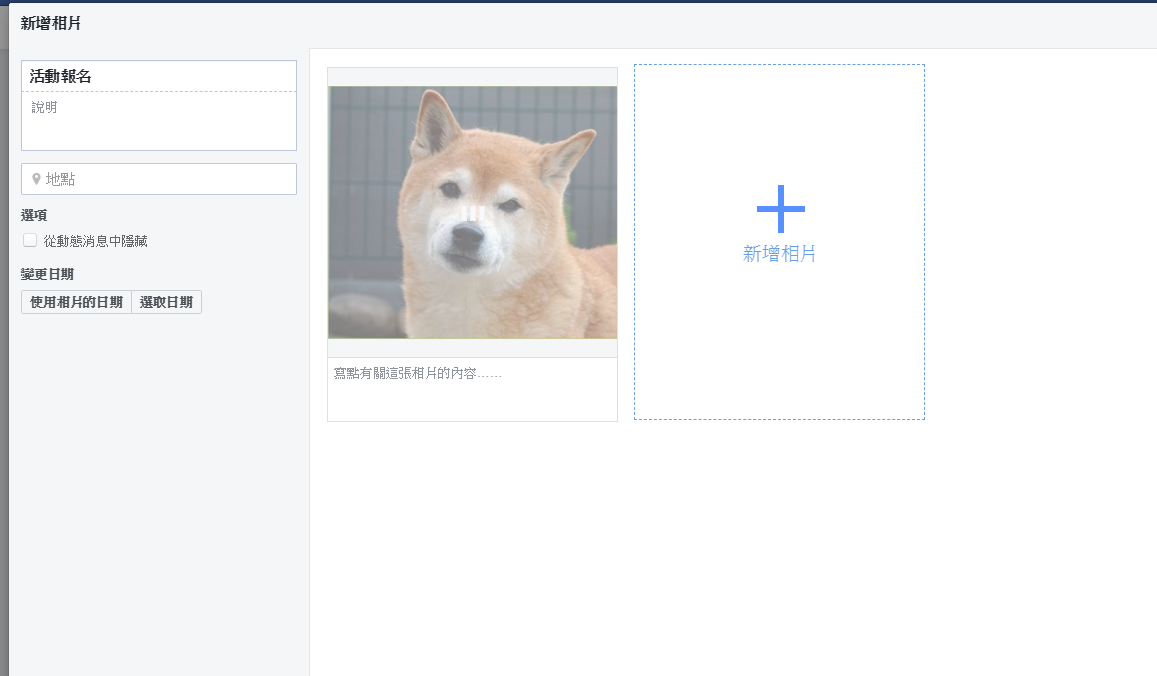 新增相片
活動報名
說明
地點
選項
從動態消息中隱藏
變更日期
使用相片的日期 選取日期
寫點有關這張相片的內容……
新增相片